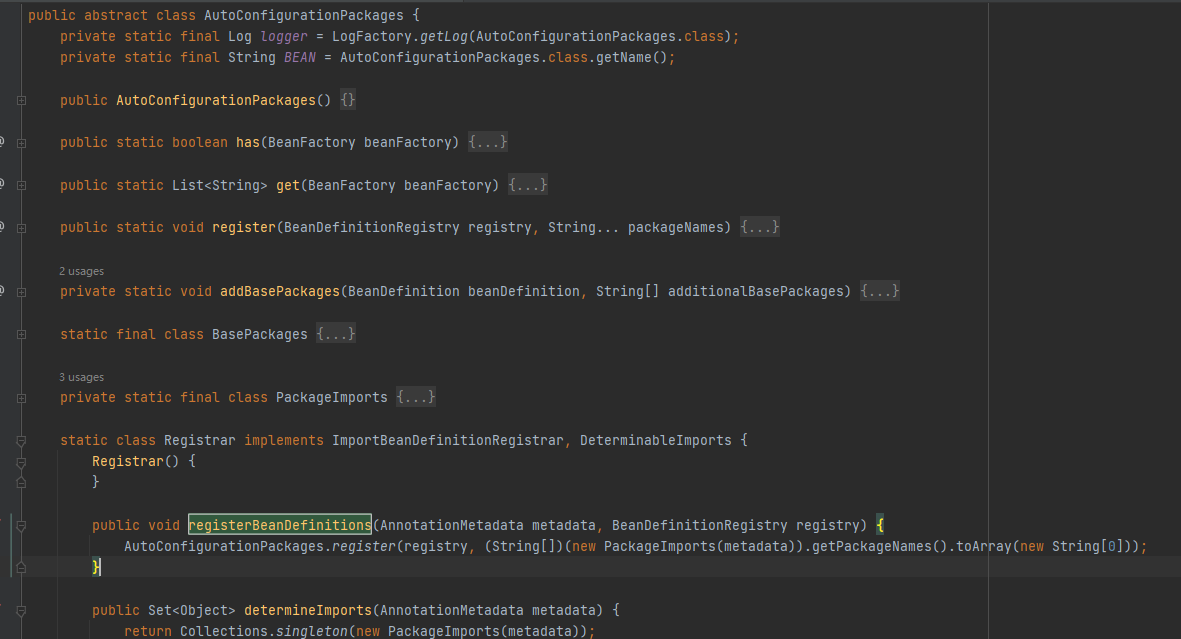 public abstract class AutoConfigurationPackages {
private static final Log logger = LogFactory.getLog(AutoConfigurationPackages.class);
private static final String BEAN = AutoConfigurationPackages.class.getName();
public AutoConfigurationPackages() {}
public static boolean has(BeanFactory beanFactory) {...}
public static List<String> get(BeanFactory beanFactory) {...}
public static void register(BeanDefinitionRegistry registry, String... packageNames) {...}
2 usages
private static void addBasePackages(BeanDefinition beanDefinition, String[] additionalBasePackages) {...}
static final class BasePackages {...}
3 usages
private static final class PackageImports {...}
static class Registrar implements ImportBeanDefinitionRegistrar, DeterminableImports {
Registrar() {
}
public void registerBeanDefinitions(AnnotationMetadata metadata, BeanDefinitionRegistry registry) {
AutoConfigurationPackages.register(registry, (String[])(new PackageImports(metadata)).getPackageNames().toArray(new String[0]));
}
public Set<Object> determineImports(AnnotationMetadata metadata) {
return Collections.singleton(new PackageImports(metadata));